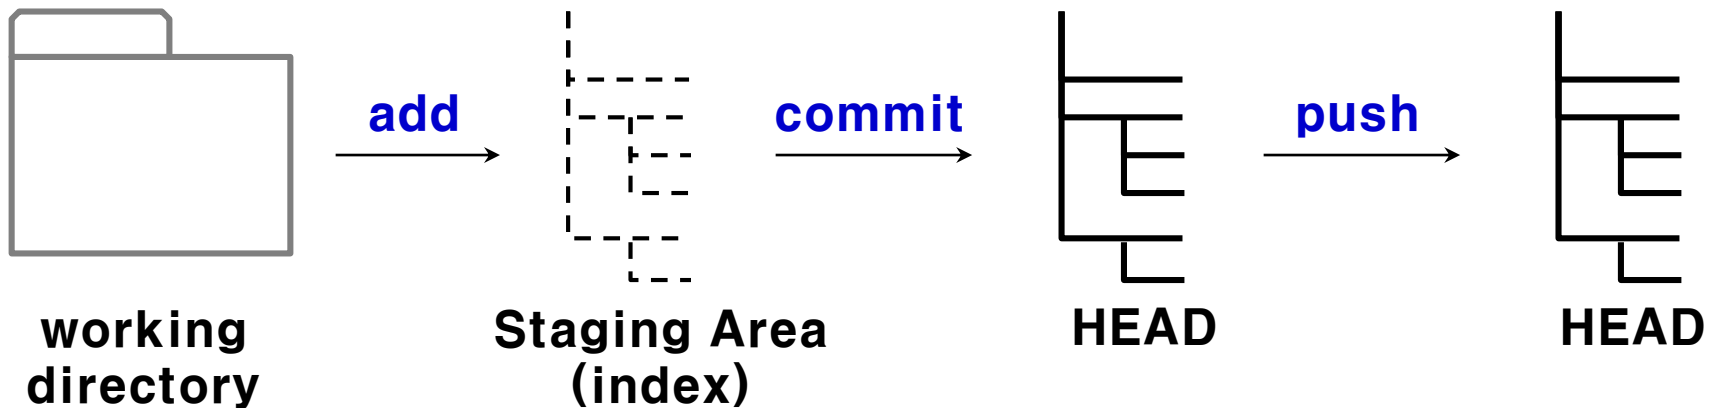 add
commit
push
working
directory
Staging Area
(index)
HEAD
HEAD